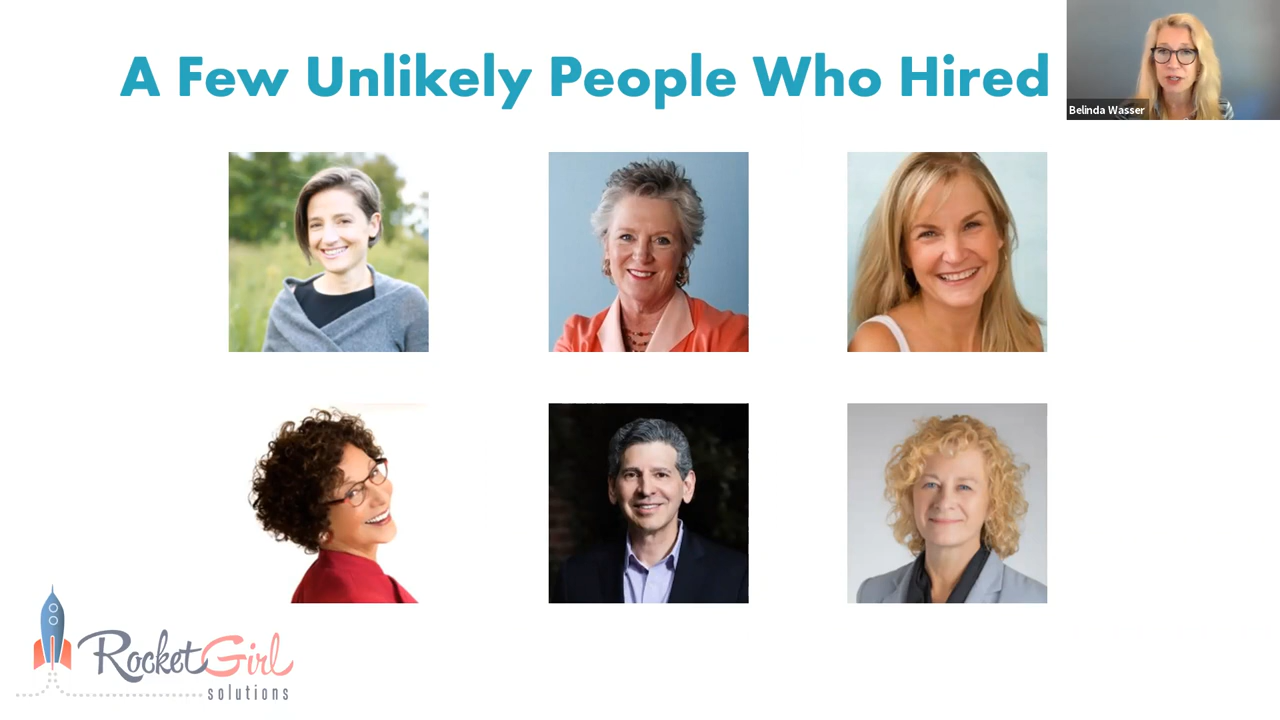 A Few Unlikely People Who Hired
Belinda Wasser
RocketGirl
solutions